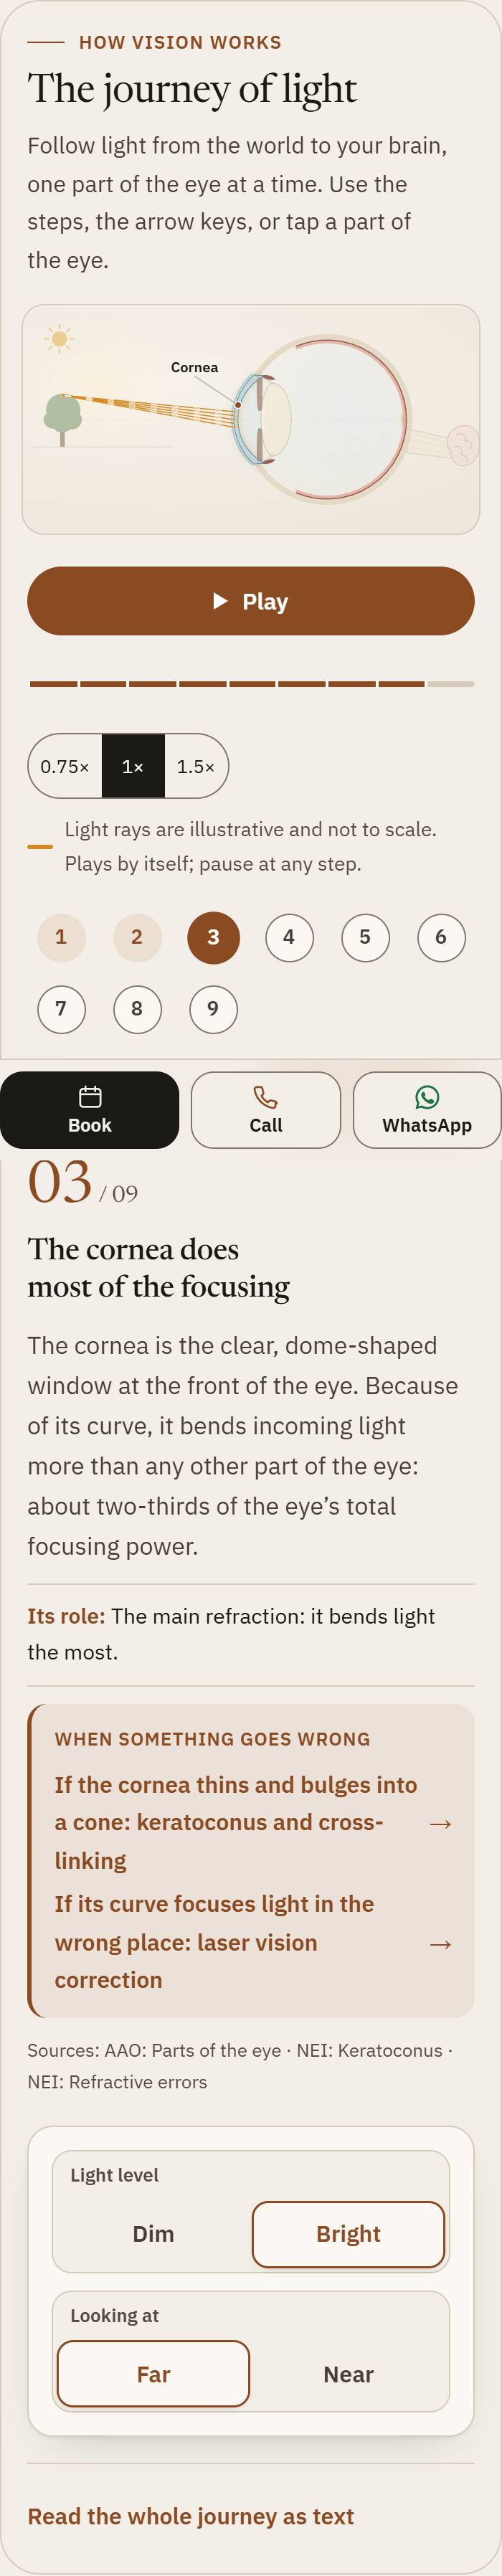 HOW VISION WORKS
The journey of light
Follow light from the world to your brain,
one part of the eye at a time. Use the
steps, the arrow keys, or tap a part of
the eye.
Cornea
Play
0.75× 1× 1.5×
Light rays are illustrative and not to scale.
Plays by itself; pause at any step.
1 2 3 4 5 6
7 8 9
Book Call WhatsApp
03 / 09
The cornea does
most of the focusing
The cornea is the clear, dome-shaped
window at the front of the eye. Because
of its curve, it bends incoming light
more than any other part of the eye:
about two-thirds of the eye’s total
focusing power.
Its role: The main refraction: it bends light
the most.
WHEN SOMETHING GOES WRONG
If the cornea thins and bulges into
a cone: keratoconus and cross-
linking
→
If its curve focuses light in the
wrong place: laser vision
correction
→
Sources: AAO: Parts of the eye · NEI: Keratoconus ·
NEI: Refractive errors
Light level
Dim Bright
Looking at
Far Near
Read the whole journey as text